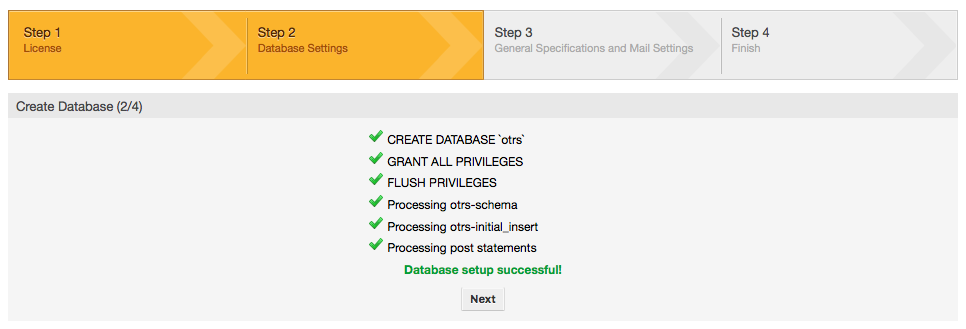 Step 1
License
Step 2
Database Settings
Step 3
General Specifications and Mail Settings
Step 4
Finish
Create Database (2/4)
CREATE DATABASE `otrs`
GRANT ALL PRIVILEGES
FLUSH PRIVILEGES
Processing otrs-schema
Processing otrs-initial_insert
Processing post statements
Database setup successful!
Next